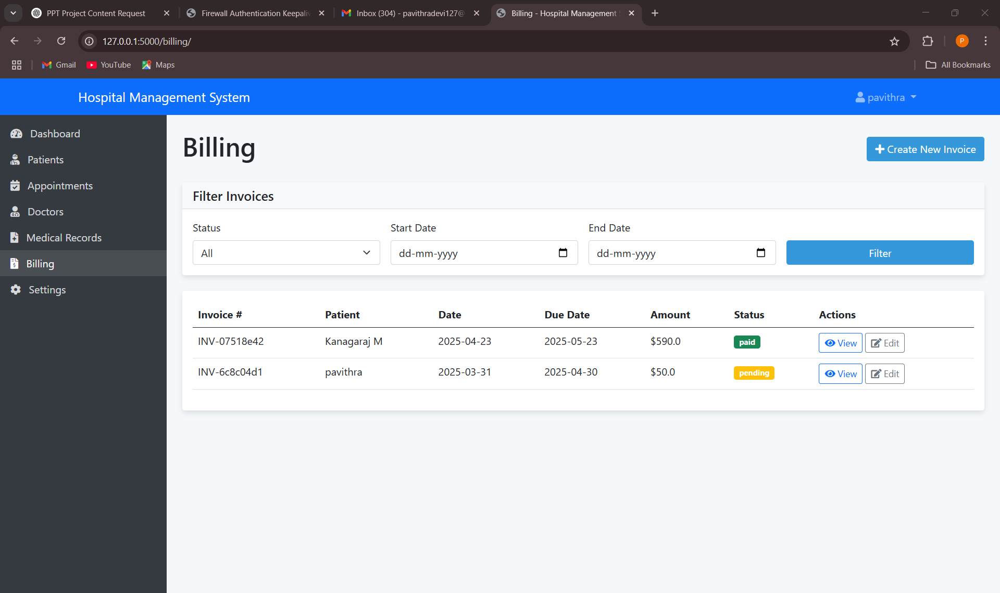 PPT Project Content Request
Firewall Authentication Keepaliv
Inbox (304) - pavithradevi127@
Billing - Hospital Management S
127.0.0.1:5000/billing/
P
Gmail
YouTube
Maps
All Bookmarks
Hospital Management System
pavithra
Dashboard
Patients
Appointments
Doctors
Medical Records
Billing
Settings
Billing
Create New Invoice
Filter Invoices
Status Start Date End Date
All dd-mm-yyyy dd-mm-yyyy Filter
Invoice # Patient Date Due Date Amount Status Actions
INV-07518e42 Kanagaraj M 2025-04-23 2025-05-23 $590.0 paid View Edit
INV-6c8c04d1 pavithra 2025-03-31 2025-04-30 $50.0 pending View Edit